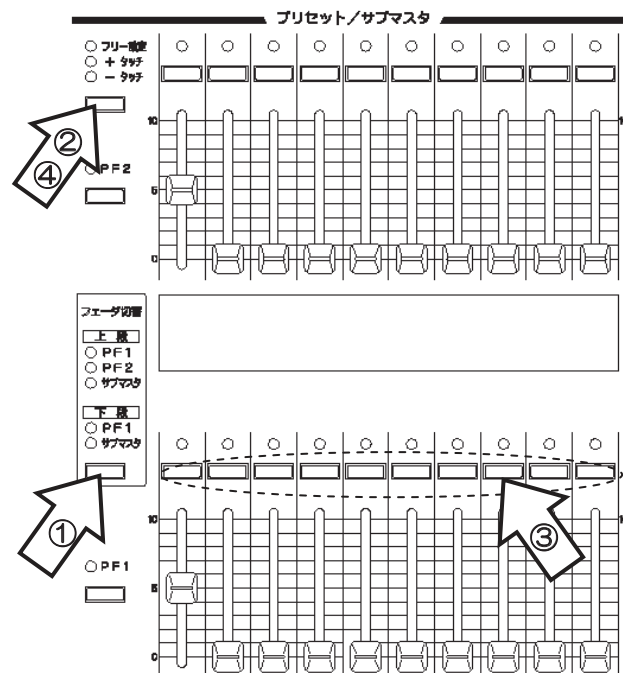 プリセット／サブマスタ
フリー設定
+ タッチ
− タッチ
10
②
④
PF2
5
0
フェーダ切替
上 段
PF1
PF2
サブマスタ
下 段
PF1
サブマスタ
①
③
10
PF1
5
0